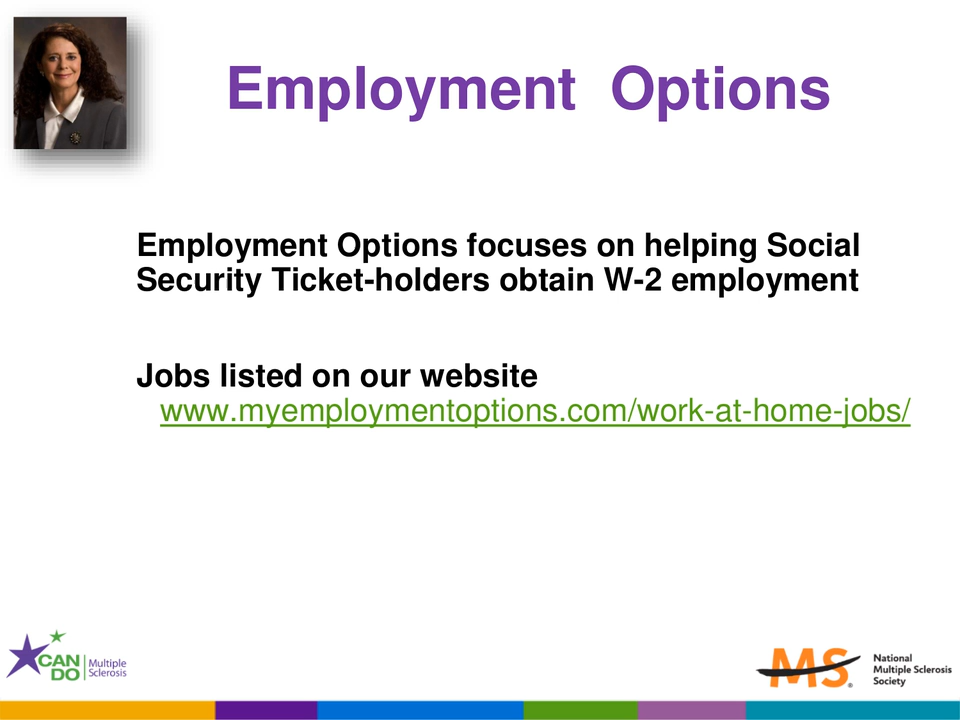 Employment Options
Employment Options focuses on helping Social
Security Ticket-holders obtain W-2 employment
Jobs listed on our website
www.myemploymentoptions.com/work-at-home-jobs/
CAN
DO
Multiple
Sclerosis
MS®
National
Multiple Sclerosis
Society